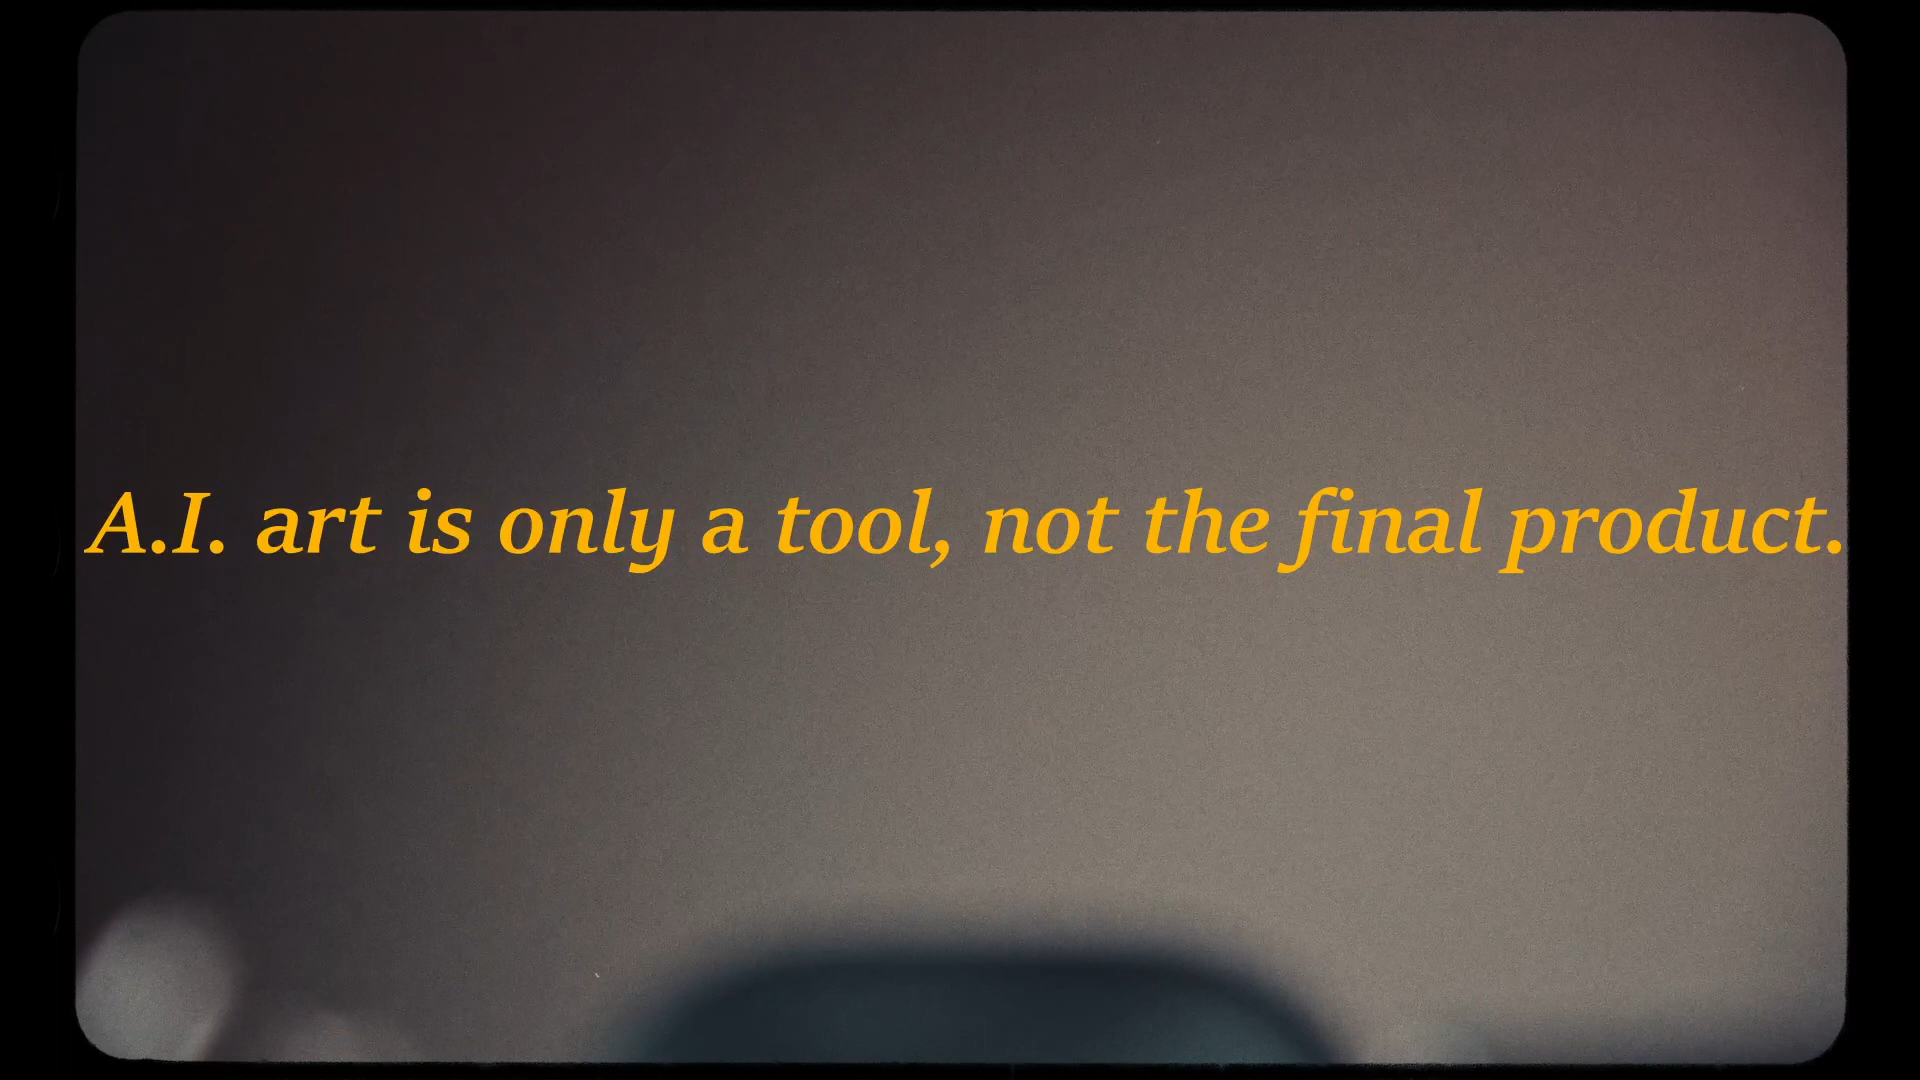 A.I. art is only a tool, not the final product.